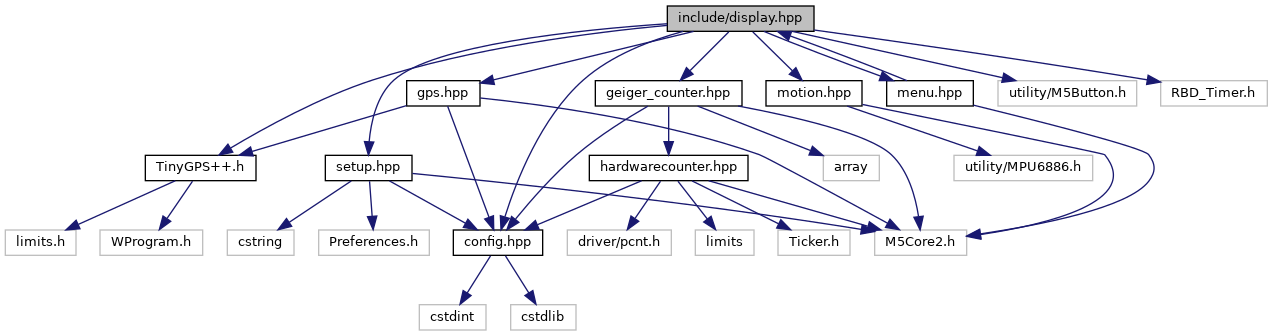 include/display.hpp
gps.hpp
geiger_counter.hpp
motion.hpp
menu.hpp
utility/M5Button.h
RBD_Timer.h
TinyGPS++.h
setup.hpp
hardwarecounter.hpp
array
utility/MPU6886.h
limits.h
WProgram.h
cstring
Preferences.h
config.hpp
driver/pcnt.h
limits
Ticker.h
M5Core2.h
cstdint
cstdlib